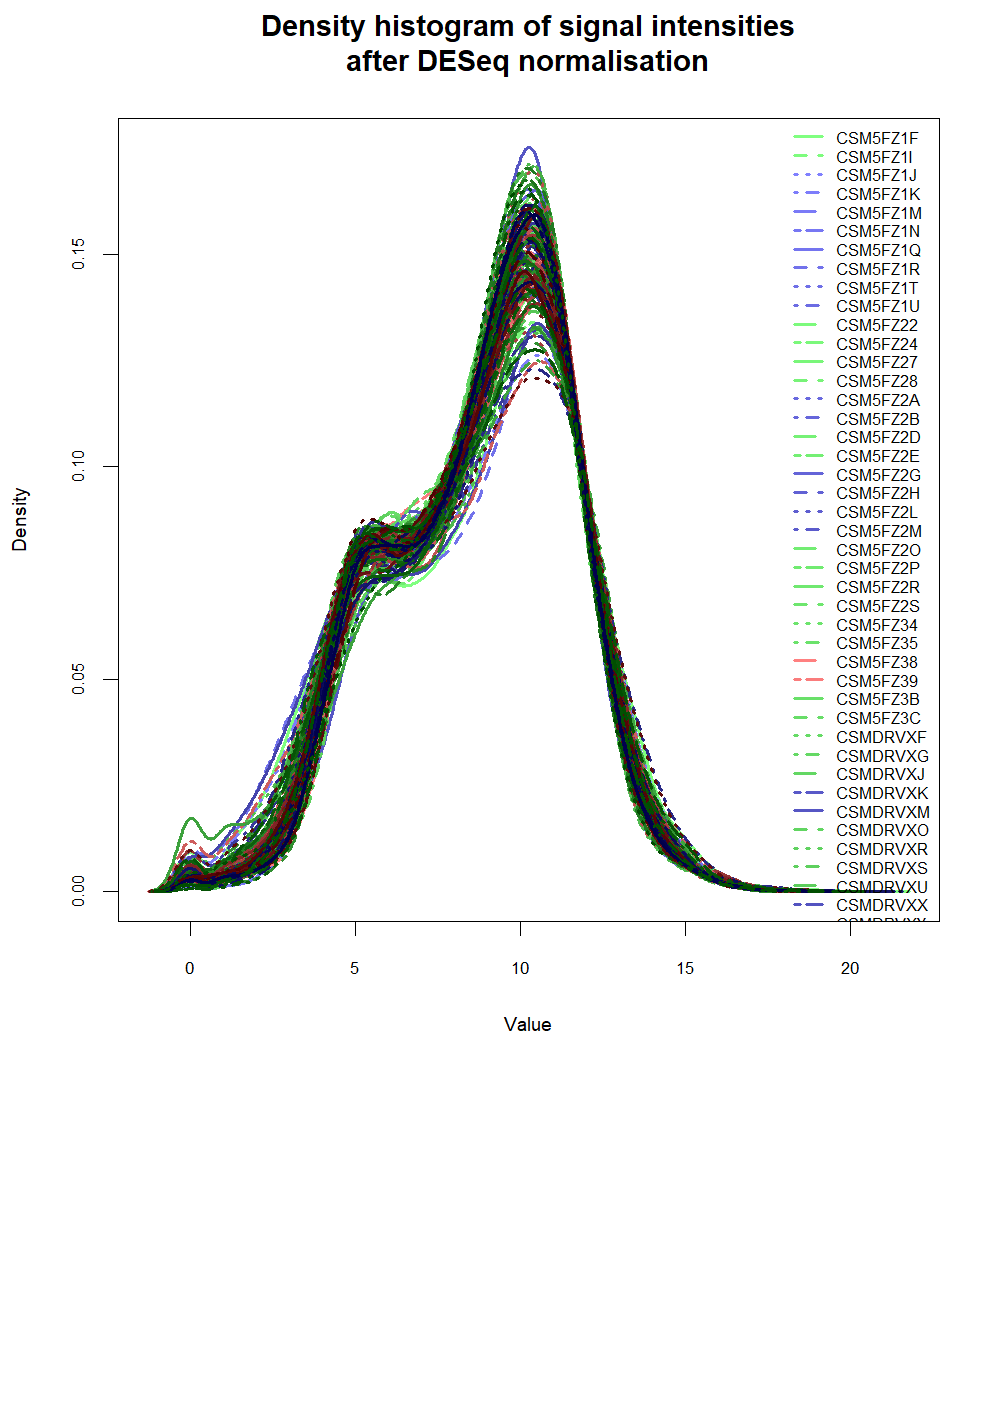 Density histogram of signal intensities
after DESeq normalisation
Density
0.15
0.10
0.05
0.00
0
5
10
15
20
Value
CSM5FZ1F
CSM5FZ1I
CSM5FZ1J
CSM5FZ1K
CSM5FZ1M
CSM5FZ1N
CSM5FZ1Q
CSM5FZ1R
CSM5FZ1T
CSM5FZ1U
CSM5FZ22
CSM5FZ24
CSM5FZ27
CSM5FZ28
CSM5FZ2A
CSM5FZ2B
CSM5FZ2D
CSM5FZ2E
CSM5FZ2G
CSM5FZ2H
CSM5FZ2L
CSM5FZ2M
CSM5FZ2O
CSM5FZ2P
CSM5FZ2R
CSM5FZ2S
CSM5FZ34
CSM5FZ35
CSM5FZ38
CSM5FZ39
CSM5FZ3B
CSM5FZ3C
CSMDRVXF
CSMDRVXG
CSMDRVXJ
CSMDRVXK
CSMDRVXM
CSMDRVXO
CSMDRVXR
CSMDRVXS
CSMDRVXU
CSMDRVXX